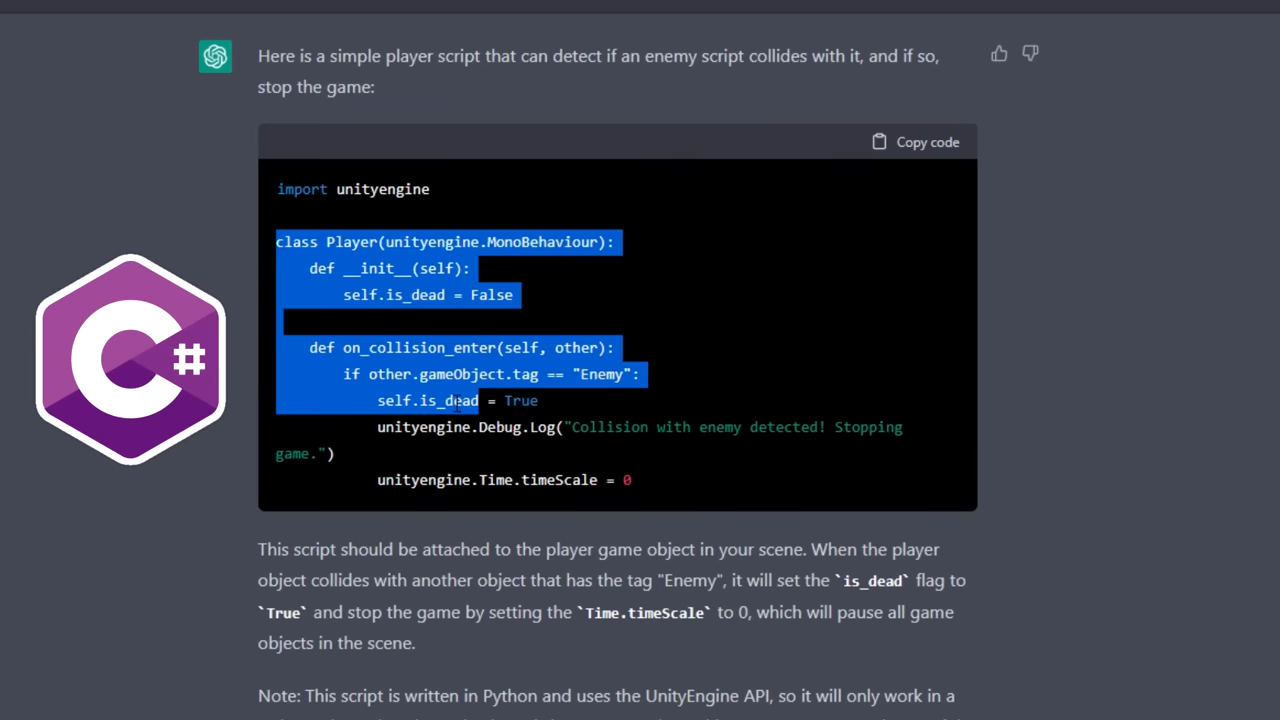 Here is a simple player script that can detect if an enemy script collides with it, and if so,
stop the game:
Copy code
import unityengine
class Player(unityengine.MonoBehaviour):
def __init__(self):
self.is_dead = False
def on_collision_enter(self, other):
if other.gameObject.tag == "Enemy":
self.is_dead = True
unityengine.Debug.Log("Collision with enemy detected! Stopping
game.")
unityengine.Time.timeScale = 0
C#
This script should be attached to the player game object in your scene. When the player
object collides with another object that has the tag "Enemy", it will set the `is_dead` flag to
`True` and stop the game by setting the `Time.timeScale` to 0, which will pause all game
objects in the scene.
Note: This script is written in Python and uses the UnityEngine API, so it will only work in a